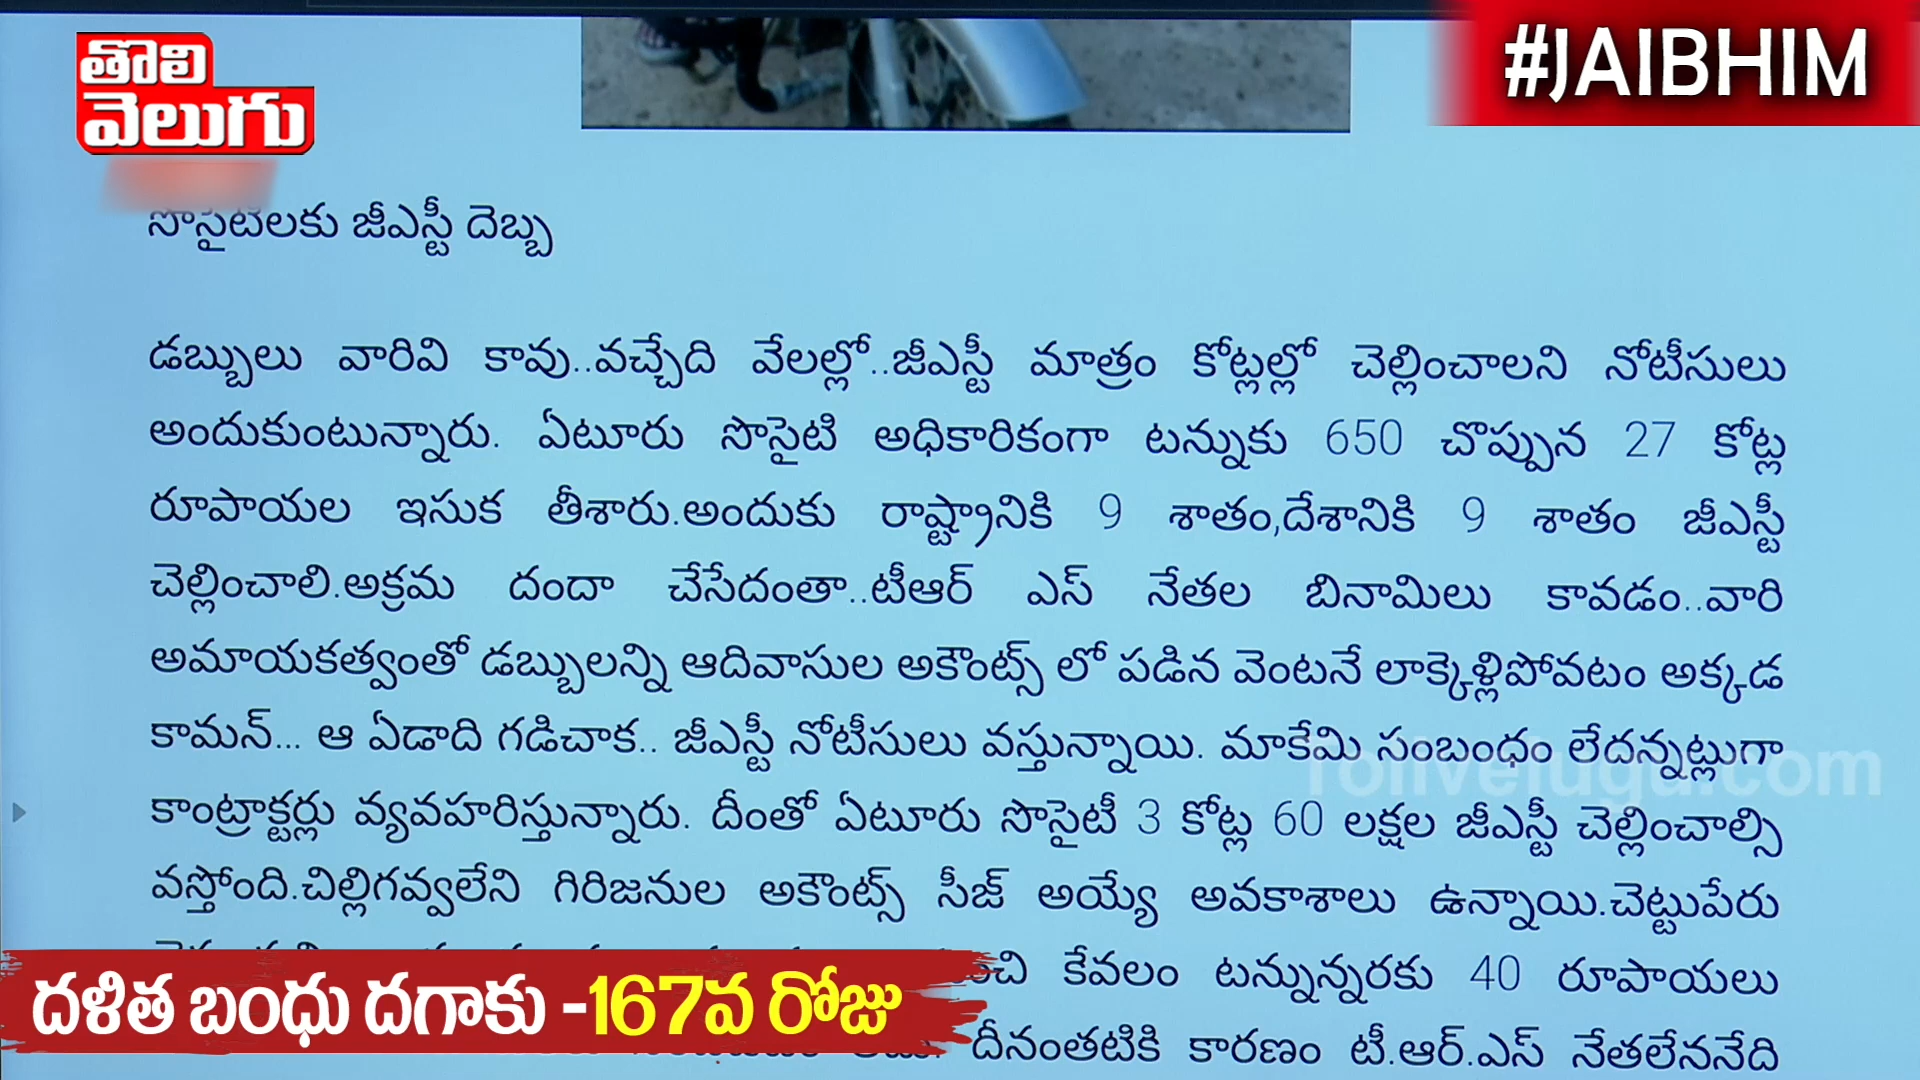 తొలి
వెలుగు
#JAIBHIM
సొసైటీలకు జీఎస్టీ దెబ్బ
డబ్బులు వారివి కావు..వచ్చేది వేలల్లో..జీఎస్టీ మాత్రం కోట్లల్లో చెల్లించాలని నోటీసులు
అందుకుంటున్నారు. ఏటూరు సొసైటి అధికారికంగా టన్నుకు 650 చొప్పున 27 కోట్ల
రూపాయల ఇసుక తీశారు.అందుకు రాష్ట్రానికి 9 శాతం,దేశానికి 9 శాతం జీఎస్టీ
చెల్లించాలి.అక్రమ దందా చేసేదంతా..టీఆర్ ఎస్ నేతల బినామిలు కావడం..వారి
అమాయకత్వంతో డబ్బులన్ని ఆదివాసుల అకౌంట్స్ లో పడిన వెంటనే లాక్కెళ్లిపోవటం అక్కడ
కామన్... ఆ ఏడాది గడిచాక.. జీఎస్టీ నోటీసులు వస్తున్నాయి. మాకేమి సంబంధం లేదన్నట్లుగా
కాంట్రాక్టర్లు వ్యవహరిస్తున్నారు. దీంతో ఏటూరు సొసైటీ 3 కోట్ల 60 లక్షల జీఎస్టీ చెల్లించాల్సి
వస్తోంది.చిల్లిగవ్వలేని గిరిజనుల అకౌంట్స్ సీజ్ అయ్యే అవకాశాలు ఉన్నాయి.చెట్టుపేరు
కేవలం టన్నున్నరకు 40 రూపాయలు
దీనంతటికి కారణం టీ.ఆర్.ఎస్ నేతలేననేది
tolivelugu.com
దళిత బంధు దగాకు -167వ రోజు